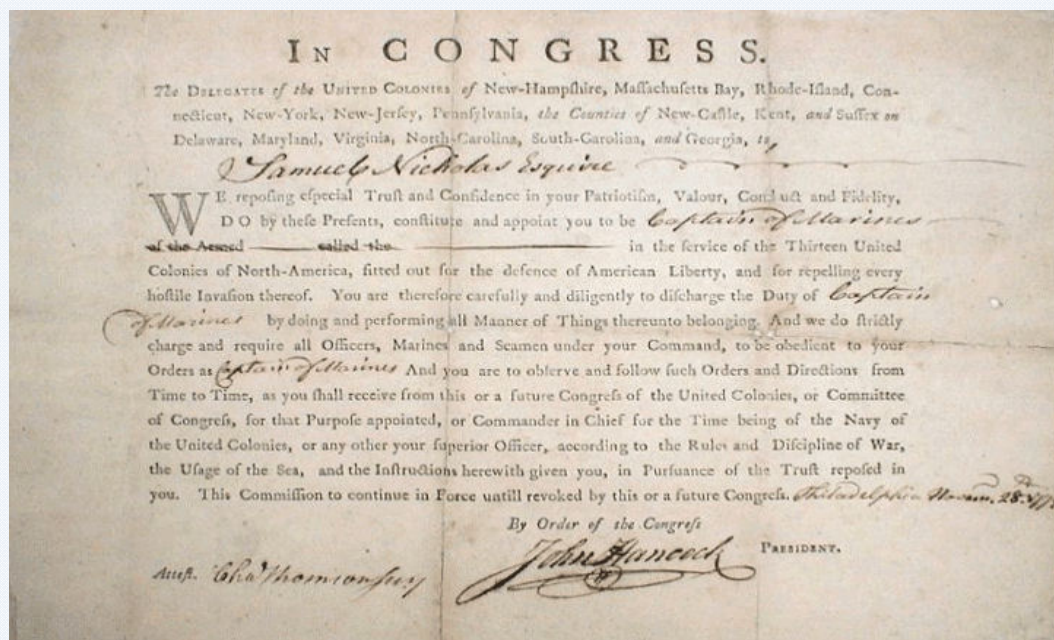 IN CONGRESS.
The DELEGATES of the UNITED COLONIES of New-Hampſhire, Maſſachuſetts Bay, Rhode-Iſland, Con-
necticut, New-York, New-Jerſey, Pennſylvania, the Counties of New-Caſtle, Kent, and Suſſex on
Delaware, Maryland, Virginia, North-Carolina, South-Carolina, and Georgia, to
Samuel Nicholas Esquire
WE repoſing eſpecial Truſt and Confidence in your Patriotiſm, Valour, Conduct and Fidelity,
DO by theſe Preſents, conſtitute and appoint you to be Captain of Marines
of the Armed called the in the ſervice of the Thirteen United
Colonies of North-America, fitted out for the defence of American Liberty, and for repelling every
hoſtile Invaſion thereof. You are therefore carefully and diligently to diſcharge the Duty of Captain
of Marines by doing and performing all Manner of Things thereunto belonging. And we do ſtrictly
charge and require all Officers, Marines and Seamen under your Command, to be obedient to your
Orders as Captain of Marines And you are to obſerve and follow ſuch Orders and Directions from
Time to Time, as you ſhall receive from this or a future Congreſs of the United Colonies, or Committee
of Congreſs, for that Purpoſe appointed, or Commander in Chief for the Time being of the Navy of
the United Colonies, or any other your ſuperior Officer, according to the Rules and Diſcipline of War,
the Uſage of the Sea, and the Inſtructions herewith given you, in Purſuance of the Truſt repoſed in
you. This Commiſſion to continue in Force untill revoked by this or a future Congreſs. Philadelphia Novem. 28th
By Order of the Congreſs
John Hancock PRESIDENT.
Atteſt. Cha Thomson ſecy